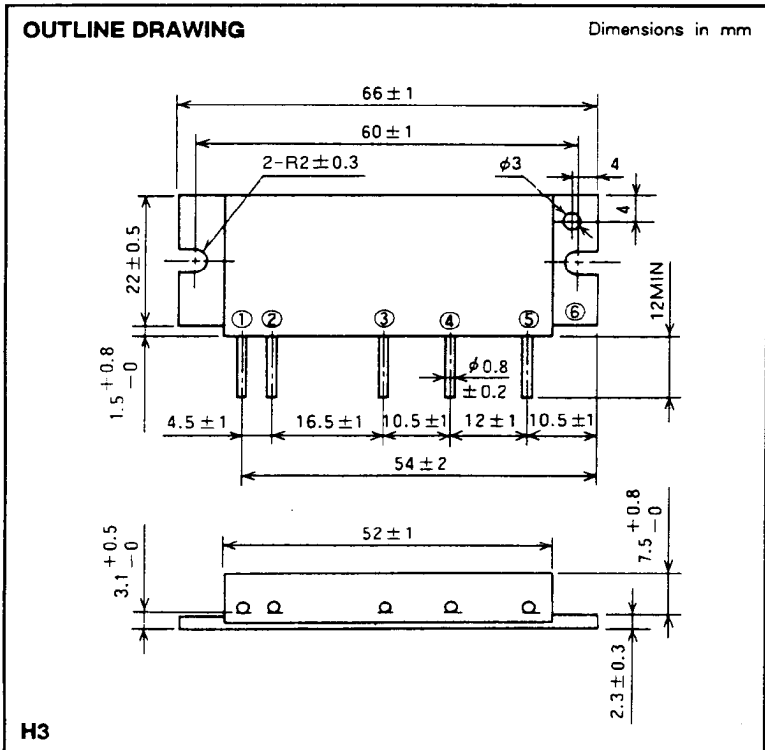 OUTLINE DRAWING
Dimensions in mm
66±1
60±1
2-R2±0.3
φ3
4
4
22±0.5
12MIN
① ② ③ ④ ⑤ ⑥
φ0.8
±0.2
1.5 +0.8 -0
4.5±1 16.5±1 10.5±1 12±1 10.5±1
54±2
52±1
3.1 +0.5 -0
7.5 +0.8 -0
2.3±0.3
H3